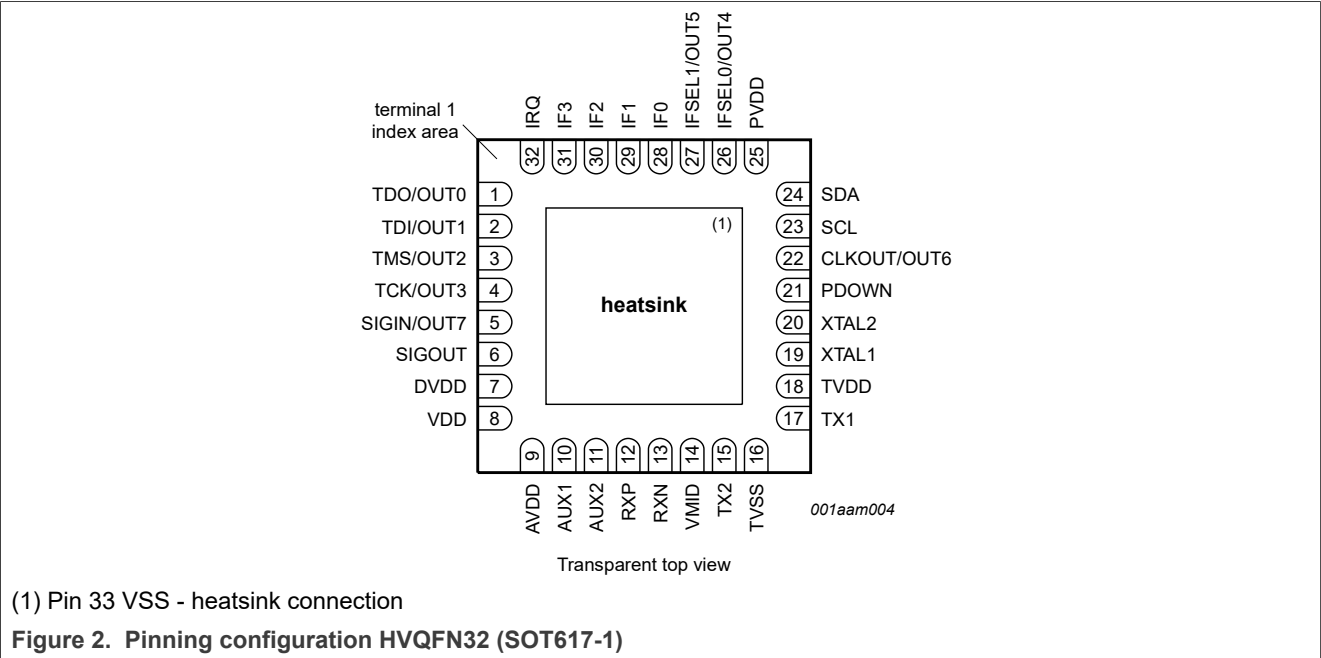 IFSEL1/OUT5
IFSEL0/OUT4
PVDD
IRQ
IF3
IF2
IF1
IF0
terminal 1
index area
32
31
30
29
28
27
26
25
TDO/OUT0 1
TDI/OUT1 2
TMS/OUT2 3
TCK/OUT3 4
SIGIN/OUT7 5
SIGOUT 6
DVDD 7
VDD 8
(1)
heatsink
24 SDA
23 SCL
22 CLKOUT/OUT6
21 PDOWN
20 XTAL2
19 XTAL1
18 TVDD
17 TX1
9
10
11
12
13
14
15
16
AVDD
AUX1
AUX2
RXP
RXN
VMID
TX2
TVSS
001aam004
Transparent top view
(1) Pin 33 VSS - heatsink connection
Figure 2. Pinning configuration HVQFN32 (SOT617-1)